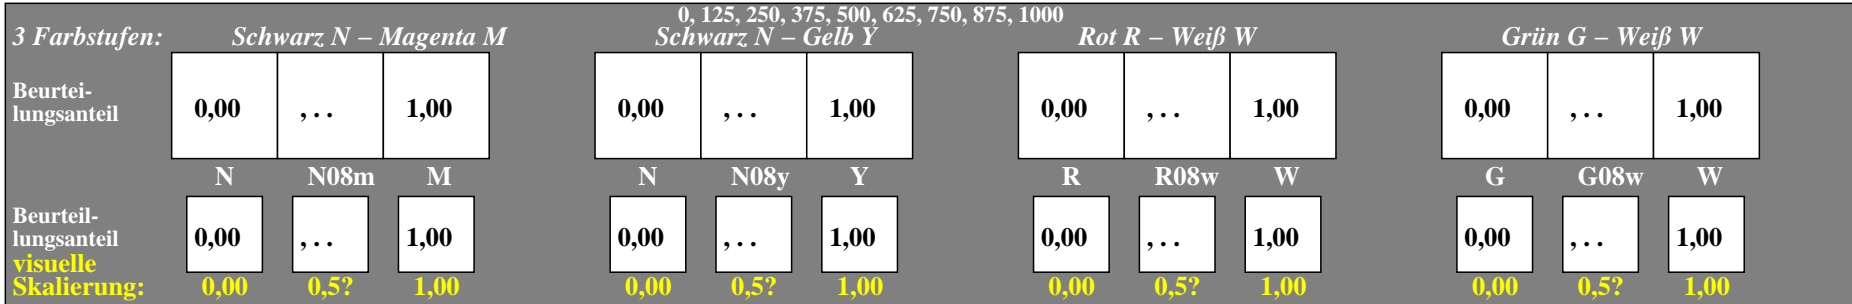 0, 125, 250, 375, 500, 625, 750, 875, 1000
3 Farbstufen: Schwarz N – Magenta M Schwarz N – Gelb Y Rot R – Weiß W Grün G – Weiß W
Beurtei-
lungsanteil 0,00 , . . 1,00 0,00 , . . 1,00 0,00 , . . 1,00 0,00 , . . 1,00
N N08m M N N08y Y R R08w W G G08w W
Beurteil-
lungsanteil 0,00 , . . 1,00 0,00 , . . 1,00 0,00 , . . 1,00 0,00 , . . 1,00
visuelle
Skalierung: 0,00 0,5? 1,00 0,00 0,5? 1,00 0,00 0,5? 1,00 0,00 0,5? 1,00